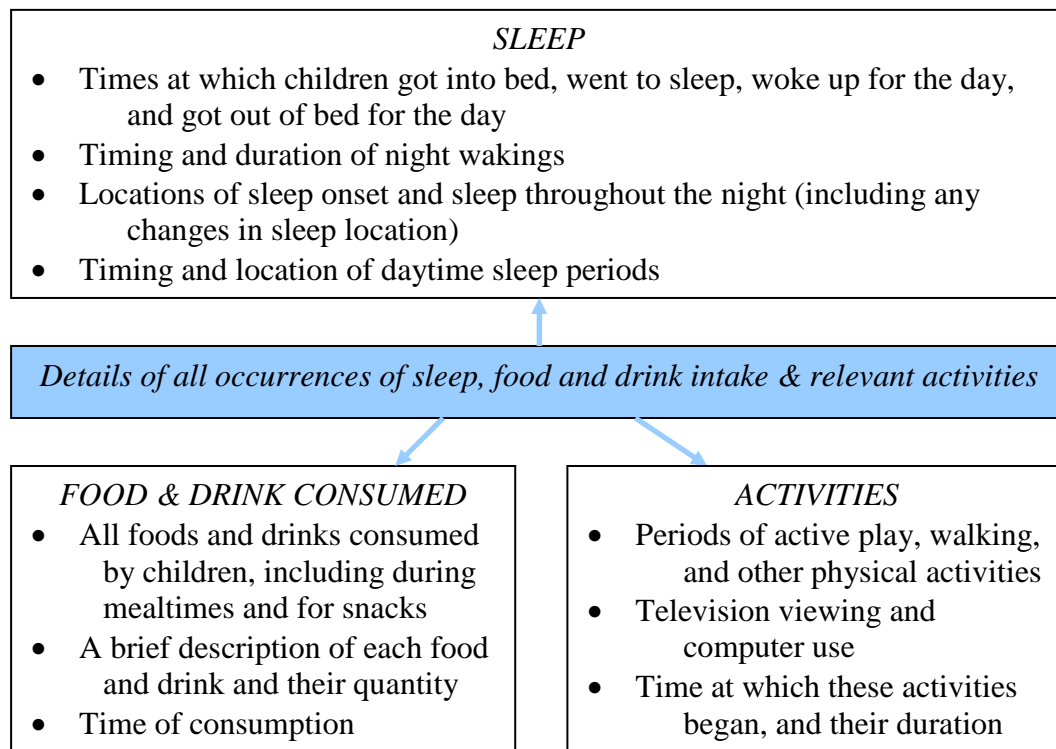 SLEEP
• Times at which children got into bed, went to sleep, woke up for the day,
and got out of bed for the day
• Timing and duration of night wakings
• Locations of sleep onset and sleep throughout the night (including any
changes in sleep location)
• Timing and location of daytime sleep periods
Details of all occurrences of sleep, food and drink intake & relevant activities
FOOD & DRINK CONSUMED
• All foods and drinks consumed
by children, including during
mealtimes and for snacks
• A brief description of each food
and drink and their quantity
• Time of consumption
ACTIVITIES
• Periods of active play, walking,
and other physical activities
• Television viewing and
computer use
• Time at which these activities
began, and their duration